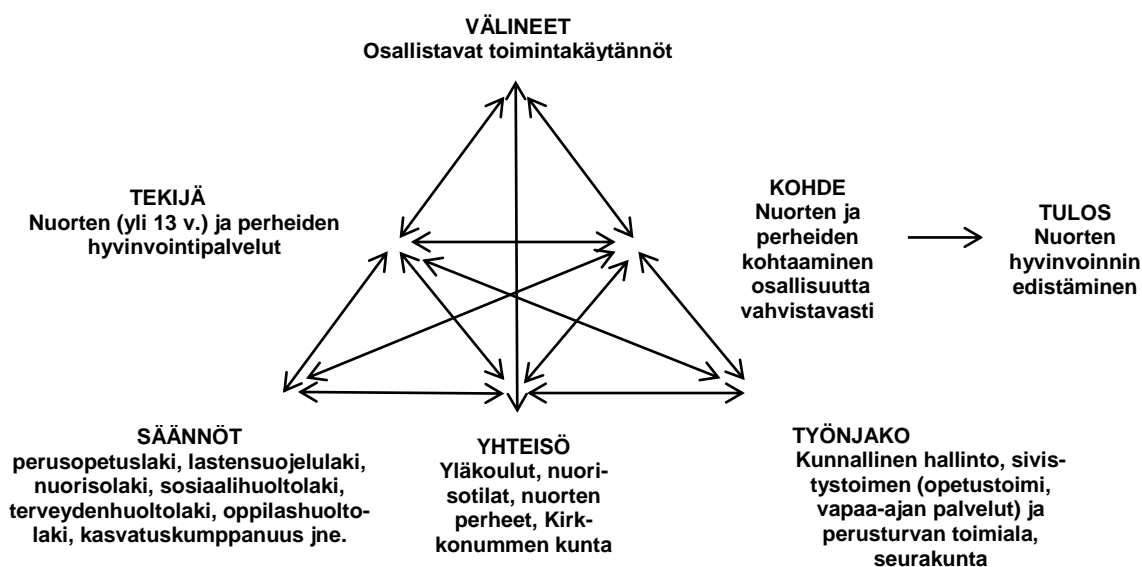 VÄLINEET
Osallistavat toimintakäytännöt
TEKIJÄ
Nuorten (yli 13 v.) ja perheiden
hyvinvointipalvelut
KOHDE
Nuorten ja
perheiden
kohtaaminen
osallisuutta
vahvistavasti
TULOS
Nuorten
hyvinvoinnin
edistäminen
SÄÄNNÖT
perusopetuslaki, lastensuojelulaki,
nuorisolaki, sosiaalihuoltolaki,
terveydenhuoltolaki, oppilashuolto-
laki, kasvatuskumppanuus jne.
YHTEISÖ
Yläkoulut, nuori-
sotilat, nuorten
perheet, Kirk-
konummen kunta
TYÖNJAKO
Kunnallinen hallinto, sivis-
tystoimen (opetustoimi,
vapaa-ajan palvelut) ja
perusturvan toimiala,
seurakunta